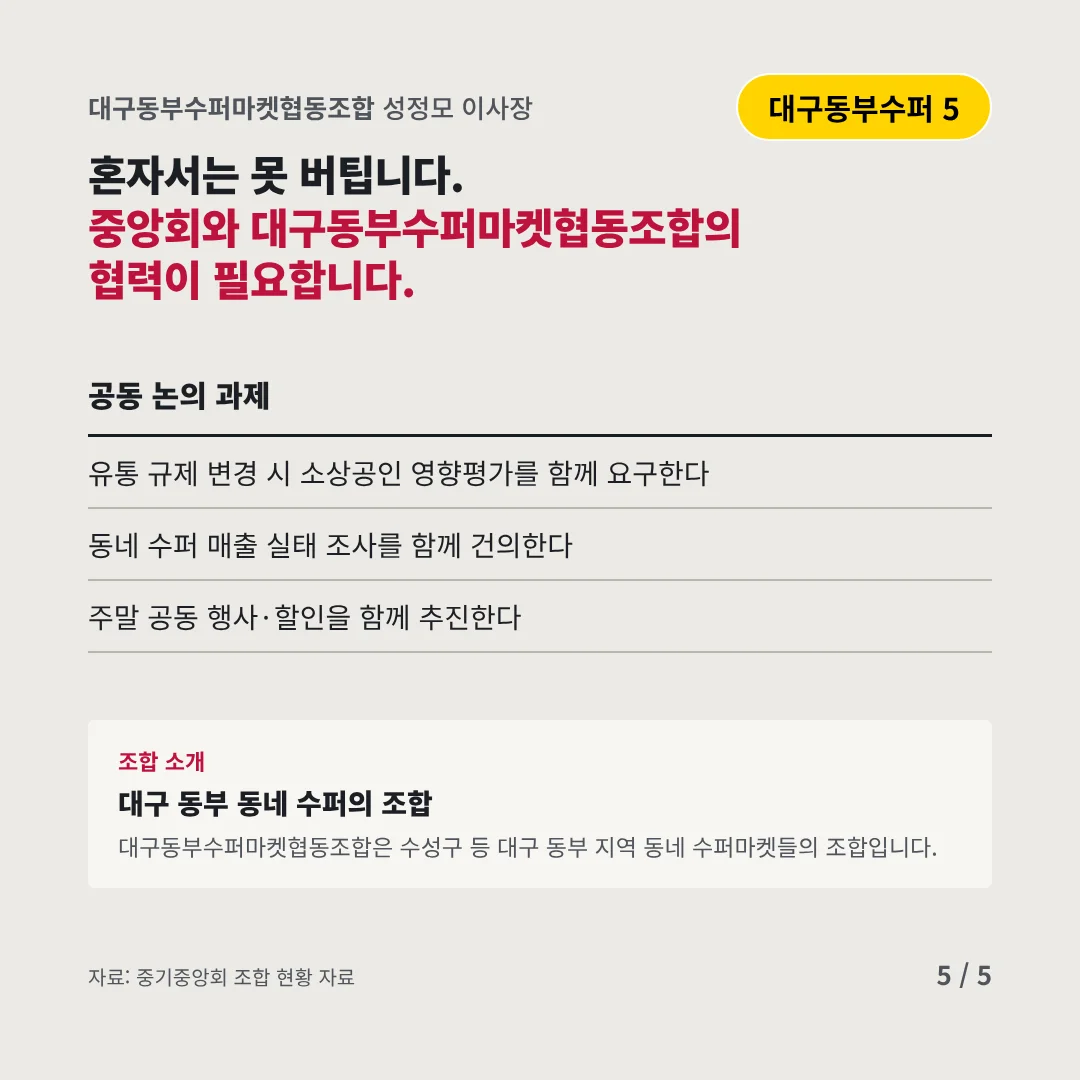 대구동부수퍼마켓협동조합 성정모 이사장
대구동부수퍼 5
혼자서는 못 버팁니다.
중앙회와 대구동부수퍼마켓협동조합의
협력이 필요합니다.
공동 논의 과제
유통 규제 변경 시 소상공인 영향평가를 함께 요구한다
동네 수퍼 매출 실태 조사를 함께 건의한다
주말 공동 행사·할인을 함께 추진한다
조합 소개
대구 동부 동네 수퍼의 조합
대구동부수퍼마켓협동조합은 수성구 등 대구 동부 지역 동네 수퍼마켓들의 조합입니다.
자료: 중기중앙회 조합 현황 자료
5 / 5